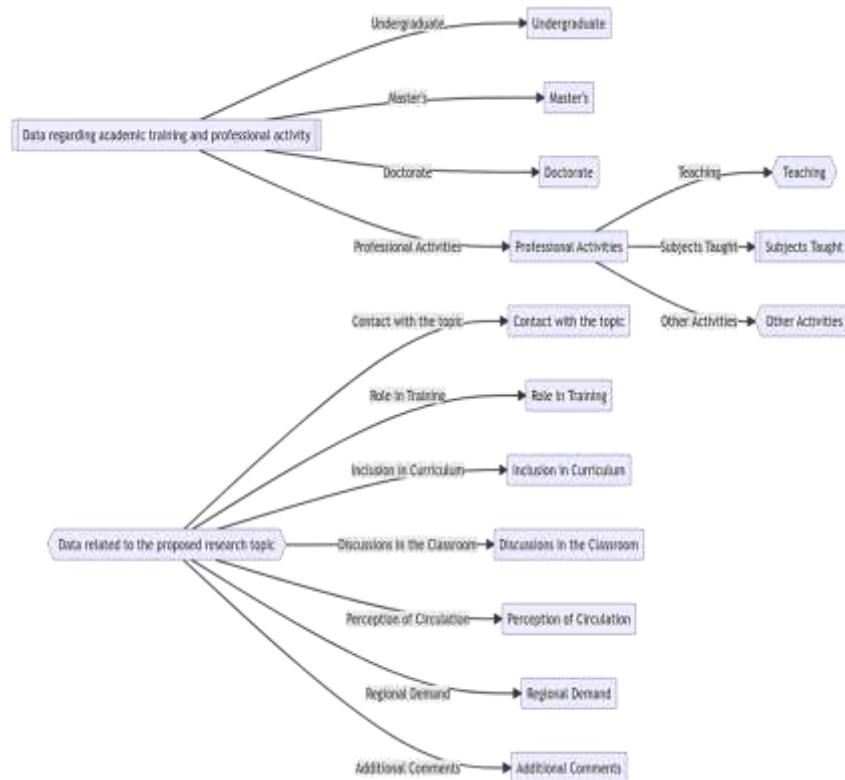 Undergraduate Undergraduate
Master's Master's
Data regarding academic training and professional activity
Doctorate Doctorate Teaching Teaching
Professional Activities Professional Activities Subjects Taught Subjects Taught
Contact with the topic Contact with the topic Other Activities Other Activities
Role in Training Role in Training
Inclusion in Curriculum Inclusion in Curriculum
Data related to the proposed research topic Discussions in the Classroom Discussions in the Classroom
Perception of Circulation Perception of Circulation
Regional Demand Regional Demand
Additional Comments Additional Comments